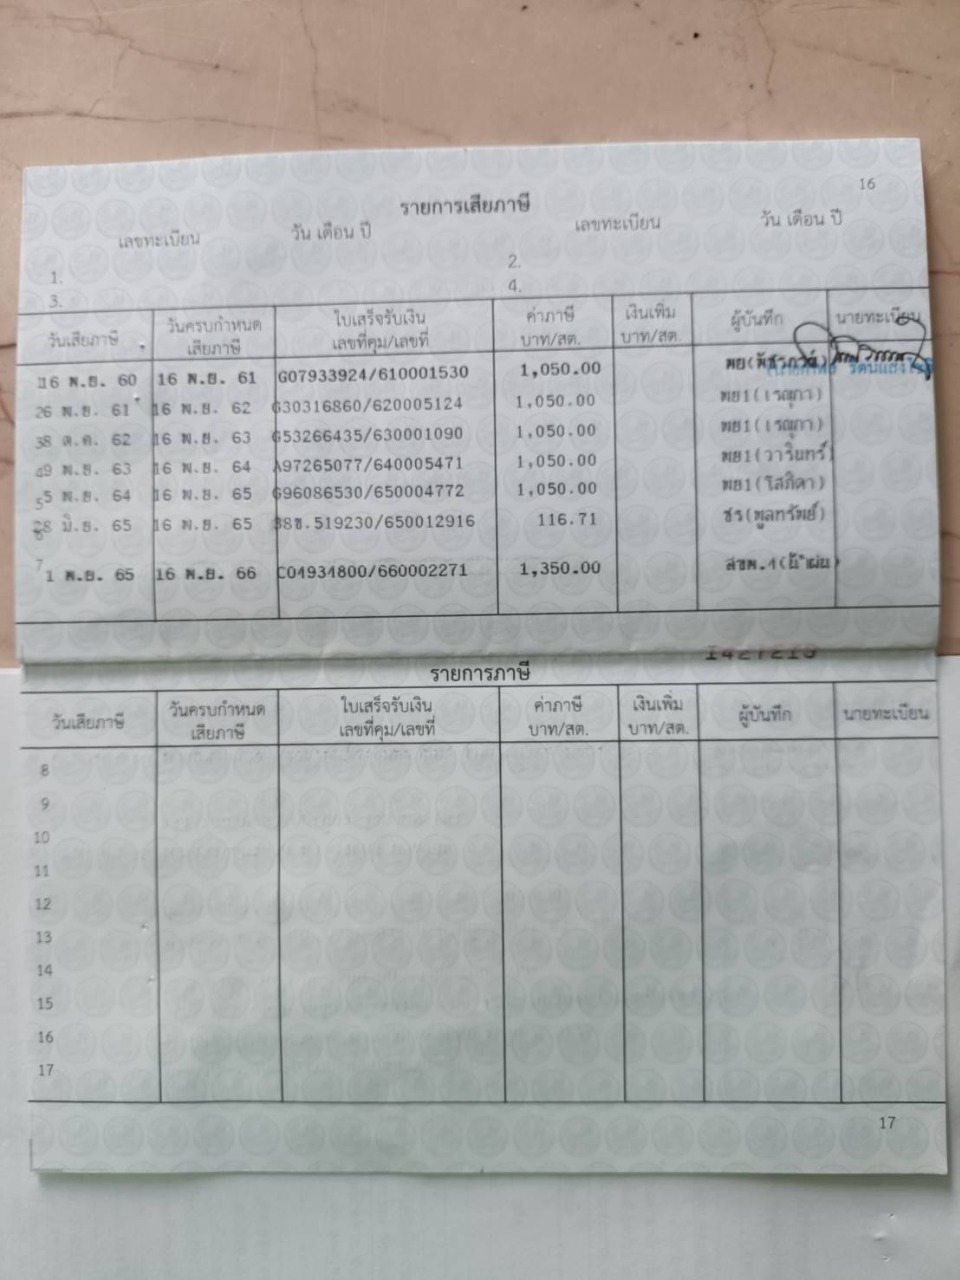 16
รายการเสียภาษี
เลขทะเบียน วัน เดือน ปี เลขทะเบียน วัน เดือน ปี
1. 2.
3. 4.
วันเสียภาษี วันครบกำหนดเสียภาษี ใบเสร็จรับเงิน เลขที่คุม/เลขที่ ค่าภาษี บาท/สต. เงินเพิ่ม บาท/สต. ผู้บันทึก นายทะเบียน
16 พ.ย. 60 16 พ.ย. 61 G07933924/610001530 1,050.00
6 พ.ย. 61 16 พ.ย. 62 G30316860/620005124 1,050.00 พย1(เรณุกา)
8 ต.ค. 62 16 พ.ย. 63 G53266435/630001090 1,050.00 พย1(เรณุกา)
9 พ.ย. 63 16 พ.ย. 64 A97265077/640005471 1,050.00 พย1(วารินทร์)
5 พ.ย. 64 16 พ.ย. 65 G96086530/650004772 1,050.00 พย1(โสภิดา)
28 มิ.ย. 65 16 พ.ย. 65 38ข.519230/650012916 116.71 ชร(พูลทรัพย์)
7 1 พ.ย. 65 16 พ.ย. 66 C04934800/660002271 1,350.00
รายการภาษี
วันเสียภาษี วันครบกำหนดเสียภาษี ใบเสร็จรับเงิน เลขที่คุม/เลขที่ ค่าภาษี บาท/สต. เงินเพิ่ม บาท/สต. ผู้บันทึก นายทะเบียน
8
9
10
11
12
13
14
15
16
17
17